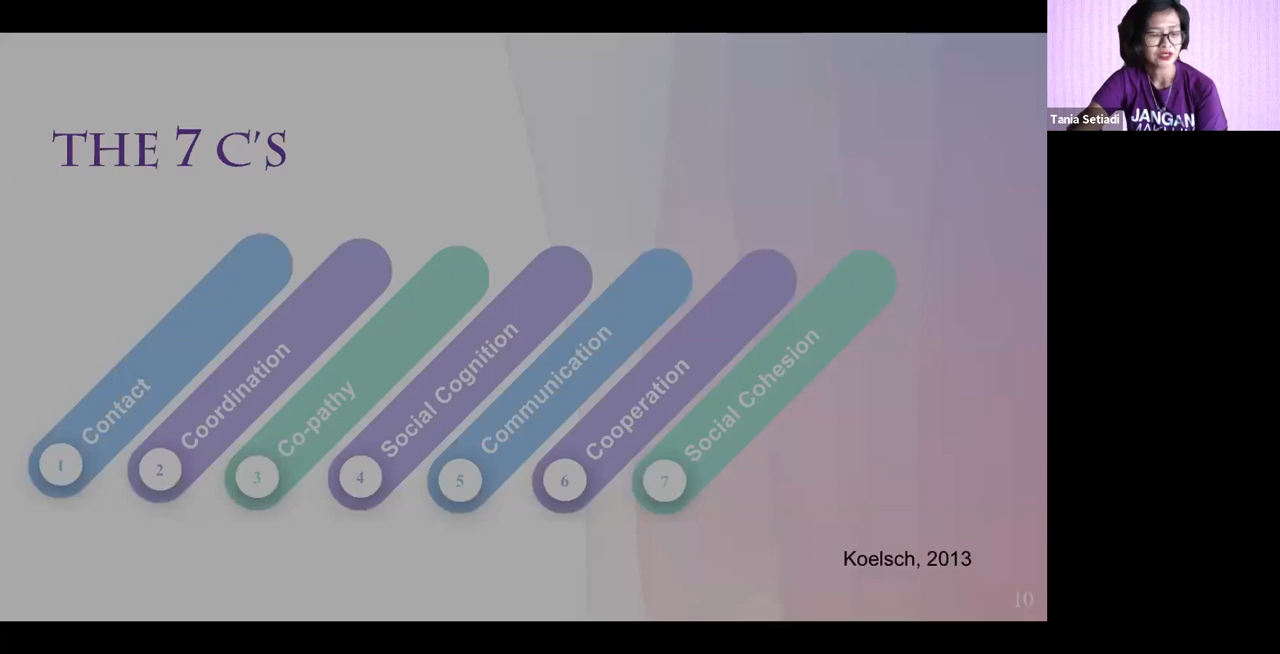 THE 7 C'S
1 Contact
2 Coordination
3 Co-pathy
4 Social Cognition
5 Communication
6 Cooperation
7 Social Cohesion
Koelsch, 2013
10
Tania Setiadi
JANGAN